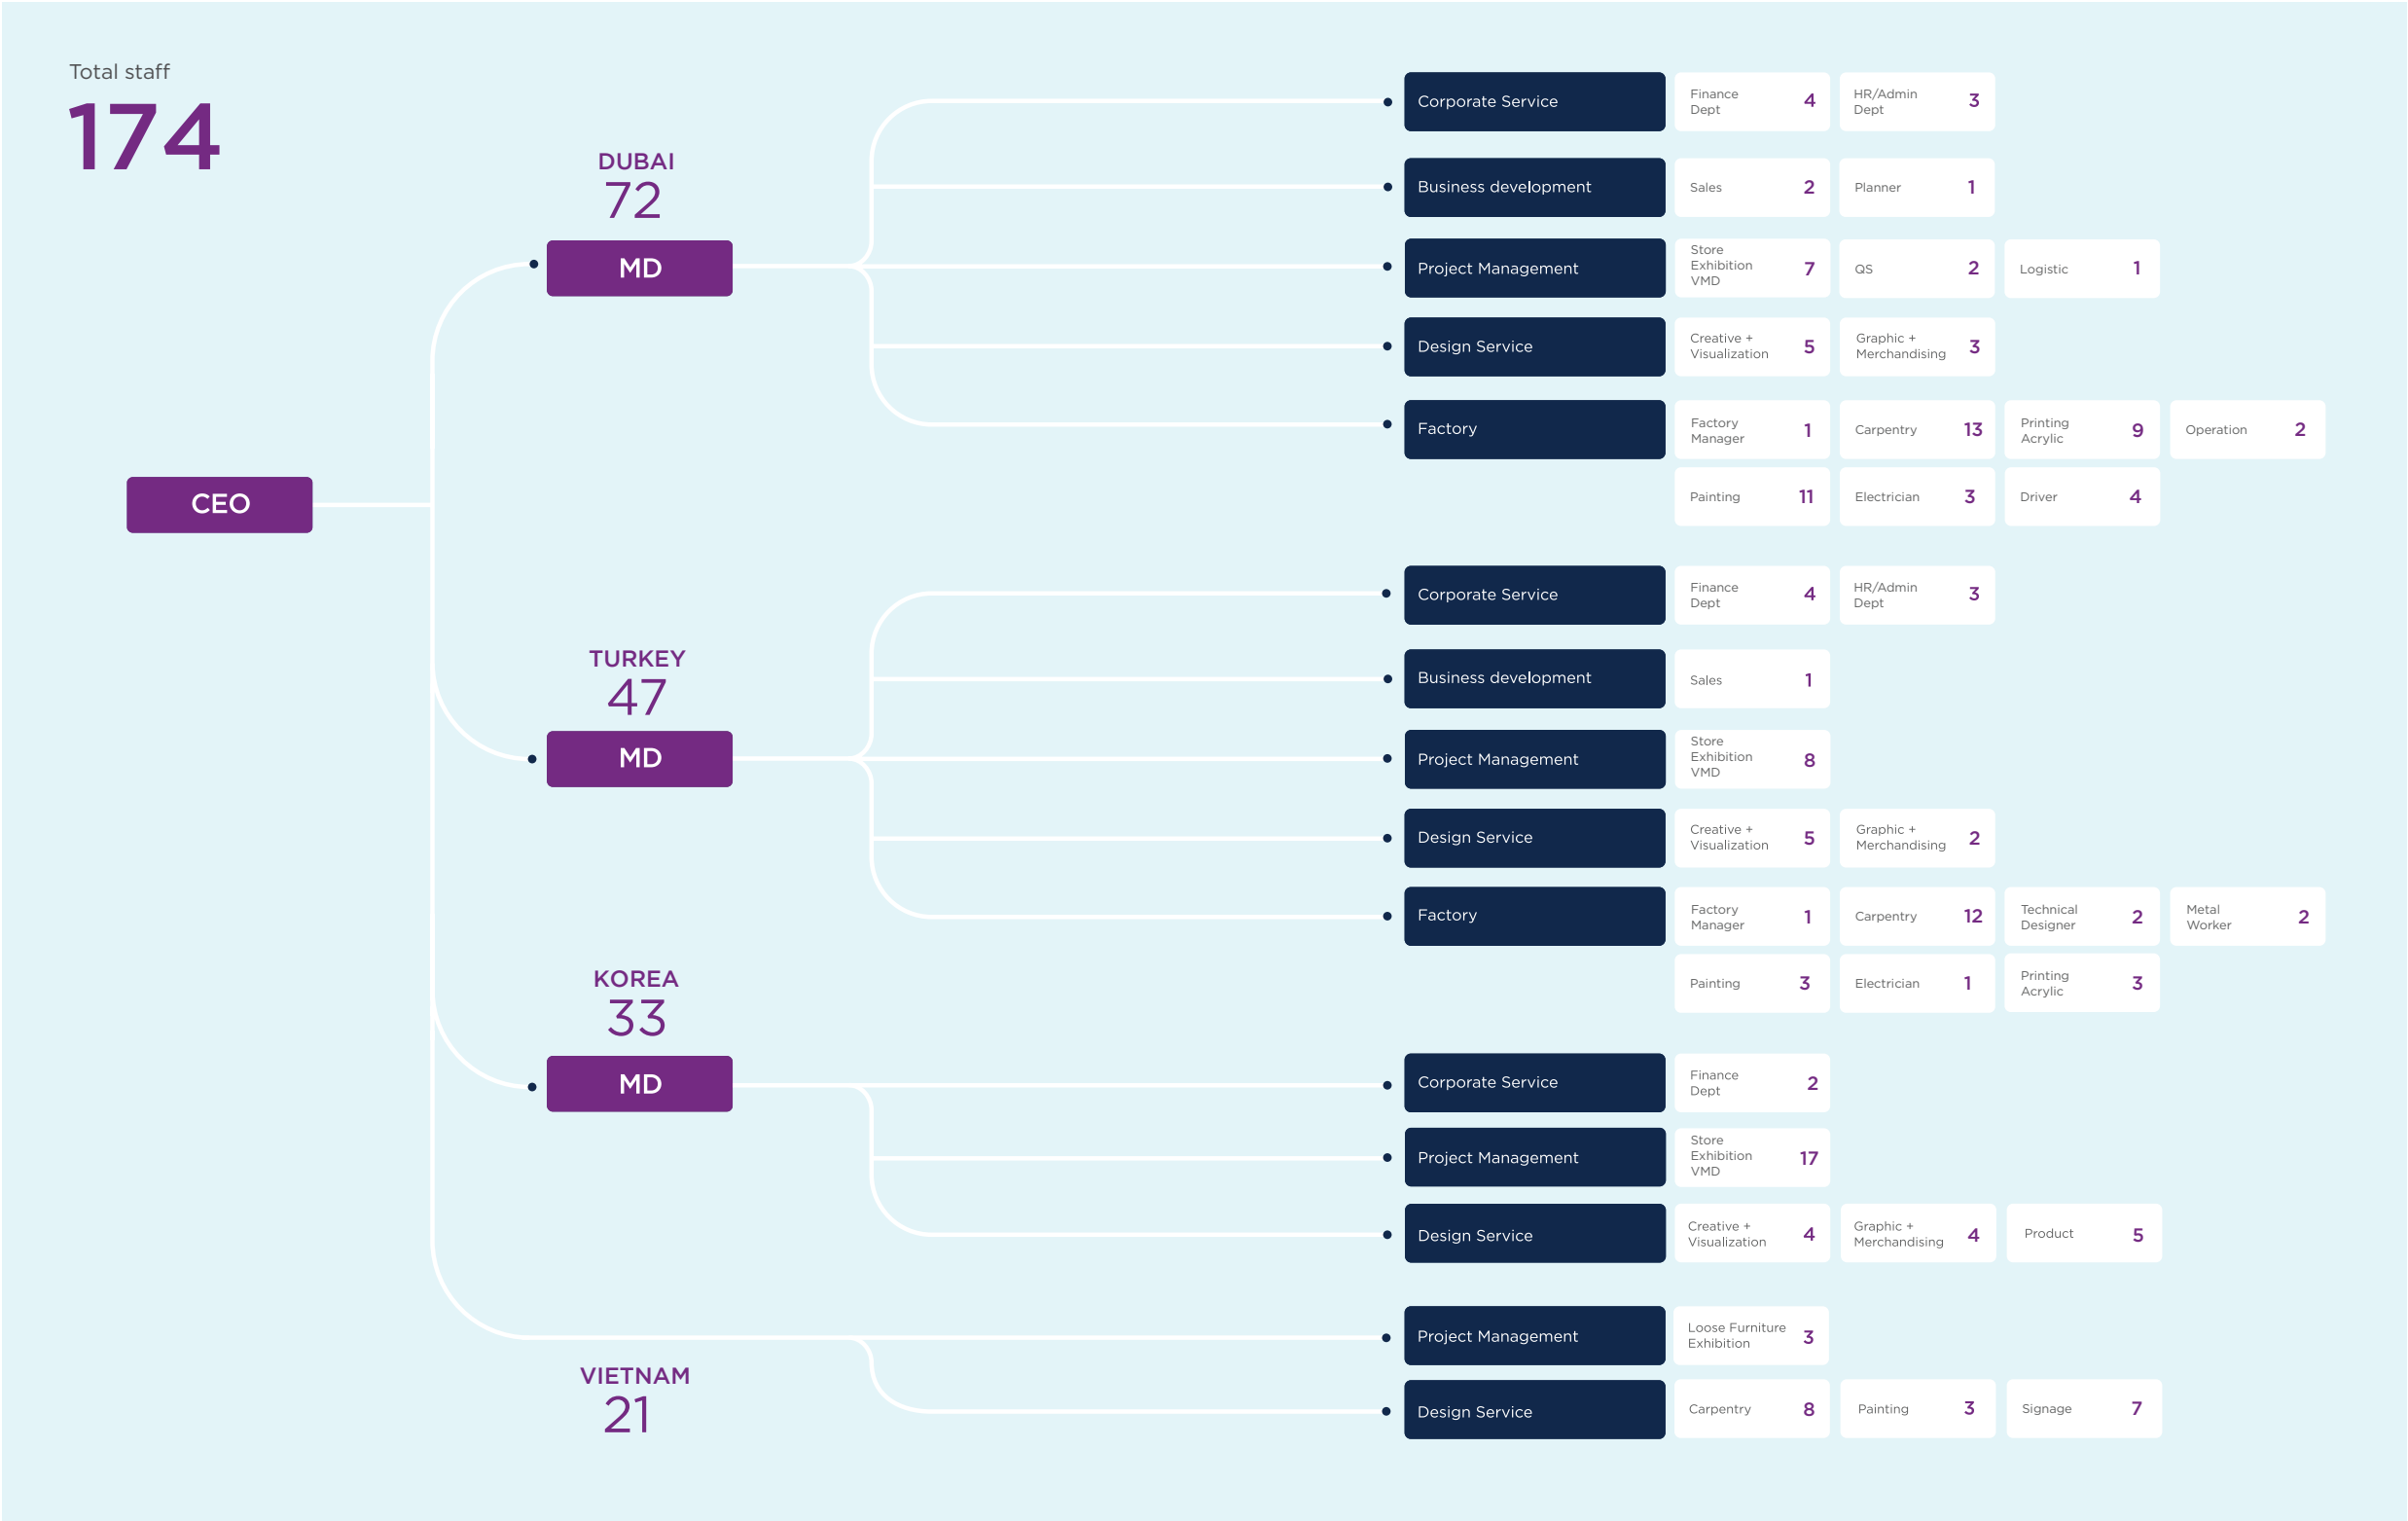 Total staff
174
CEO
DUBAI
72
MD
Corporate Service
Finance
Dept
4
HR/Admin
Dept
3
Business development
Sales
2
Planner
1
Project Management
Store
Exhibition
VMD
7
QS
2
Logistic
1
Design Service
Creative +
Visualization
5
Graphic +
Merchandising
3
Factory
Factory
Manager
1
Carpentry
13
Printing
Acrylic
9
Operation
2
Painting
11
Electrician
3
Driver
4
TURKEY
47
MD
Corporate Service
Finance
Dept
4
HR/Admin
Dept
3
Business development
Sales
1
Project Management
Store
Exhibition
VMD
8
Design Service
Creative +
Visualization
5
Graphic +
Merchandising
2
Factory
Factory
Manager
1
Carpentry
12
Technical
Designer
2
Metal
Worker
2
Painting
3
Electrician
1
Printing
Acrylic
3
KOREA
33
MD
Corporate Service
Finance
Dept
2
Project Management
Store
Exhibition
VMD
17
Design Service
Creative +
Visualization
4
Graphic +
Merchandising
4
Product
5
VIETNAM
21
Project Management
Loose Furniture
Exhibition
3
Design Service
Carpentry
8
Painting
3
Signage
7